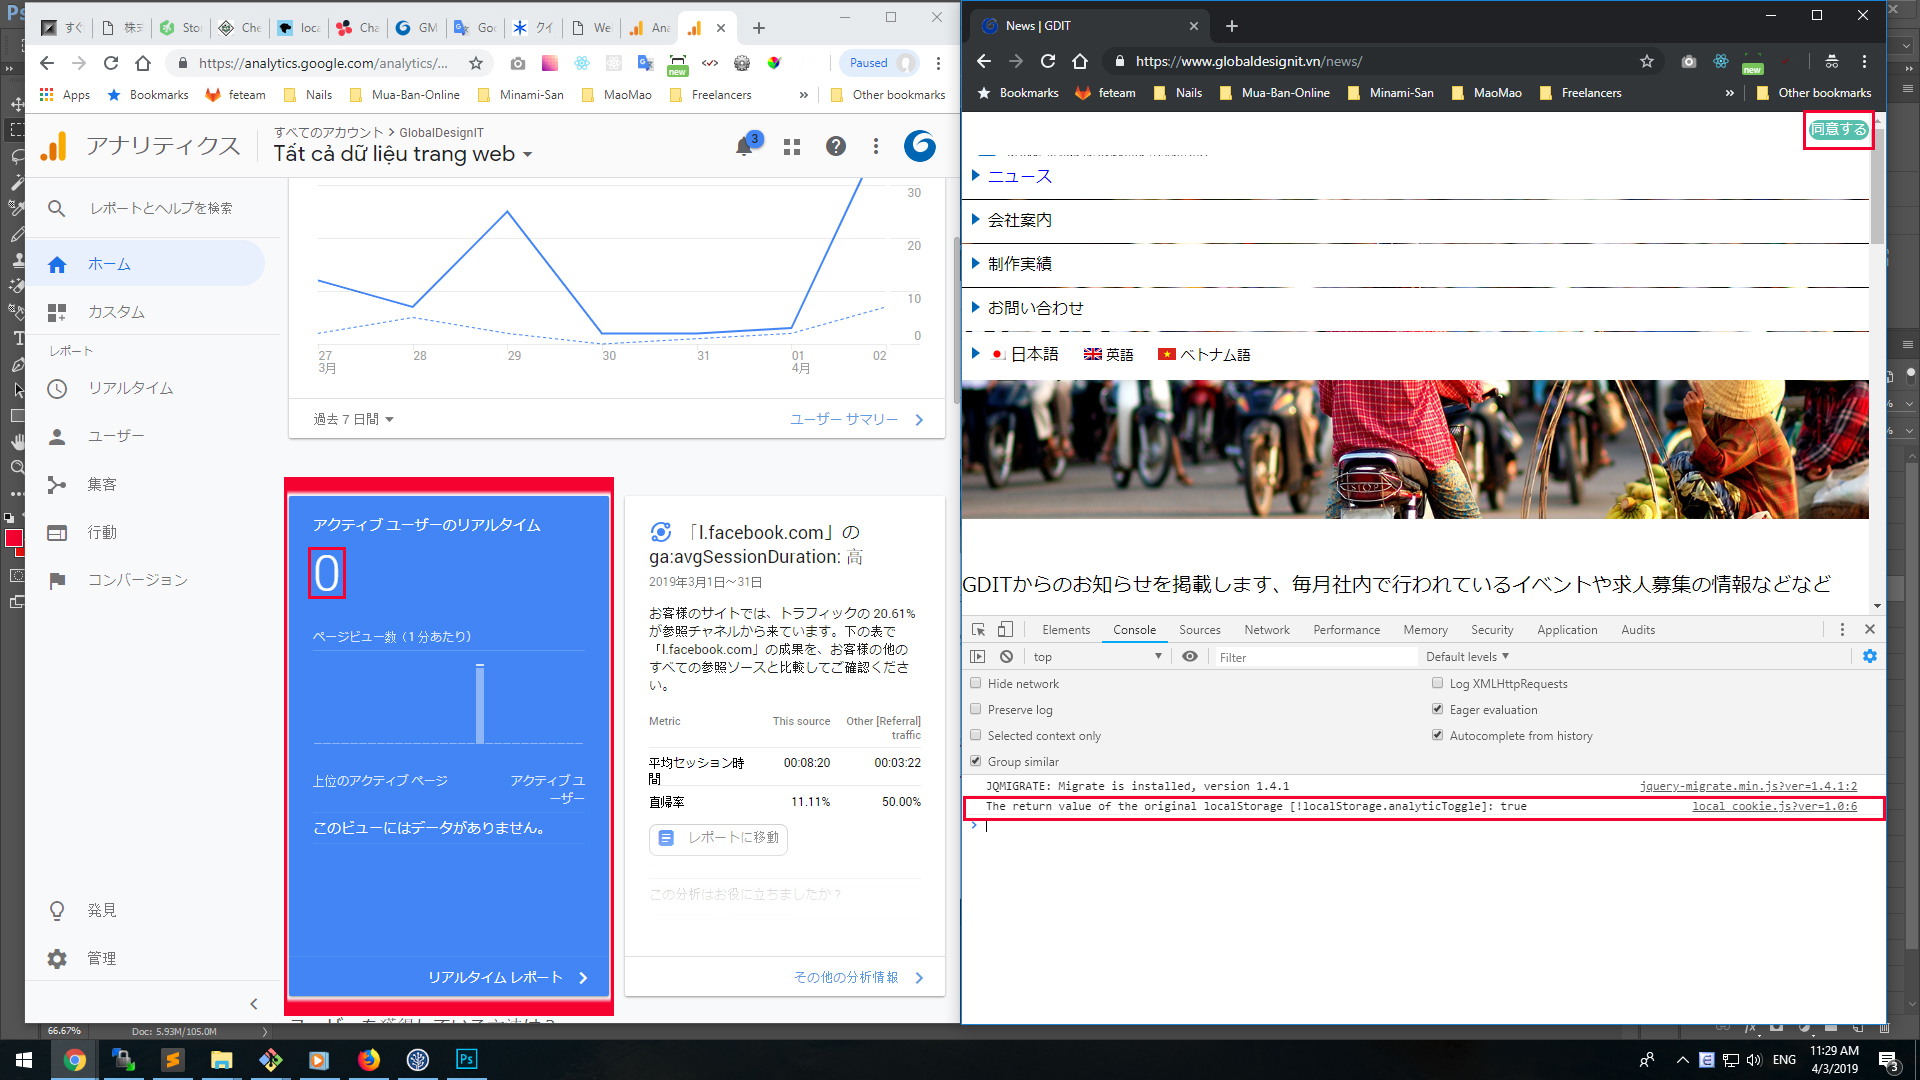 すぐ
株式
Sto
Che
loca
Cha
GM
Goo
クイ
We
Ana
https://analytics.google.com/analytics/...
new
Paused
Apps
Bookmarks
feteam
Nails
Mua-Ban-Online
Minami-San
MaoMao
Freelancers
»
Other bookmarks
アナリティクス
すべてのアカウント > GlobalDesignIT
Tất cả dữ liệu trang web
3
レポートとヘルプを検索
ホーム
カスタム
レポート
リアルタイム
ユーザー
集客
行動
コンバージョン
発見
管理
30
20
10
0
27
3月
28
29
30
31
01
4月
02
過去 7 日間
ユーザー サマリー
アクティブ ユーザーのリアルタイム
0
ページビュー数（1 分あたり）
上位のアクティブ ページ
アクティブ ユーザー
このビューにはデータがありません。
リアルタイム レポート
「l.facebook.com」の
ga:avgSessionDuration: 高
2019年3月1日～31日
お客様のサイトでは、トラフィックの 20.61%
が参照チャネルから来ています。下の表で
「l.facebook.com」の成果を、お客様の他の
すべての参照ソースと比較してご確認くださ
い。
Metric This source Other [Referral] traffic
平均セッション時間 00:08:20 00:03:22
直帰率 11.11% 50.00%
レポートに移動
この分析はお役に立ちましたか？
その他の分析情報
News | GDIT
https://www.globaldesignit.vn/news/
new
Bookmarks
feteam
Nails
Mua-Ban-Online
Minami-San
MaoMao
Freelancers
»
Other bookmarks
同意する
ニュース
会社案内
制作実績
お問い合わせ
日本語 英語 ベトナム語
STOP
GDITからのお知らせを掲載します、毎月社内で行われているイベントや求人募集の情報などなど
Elements Console Sources Network Performance Memory Security Application Audits
top
Filter
Default levels
Hide network
Log XMLHttpRequests
Preserve log
Eager evaluation
Selected context only
Autocomplete from history
Group similar
JQMIGRATE: Migrate is installed, version 1.4.1 jquery-migrate.min.js?ver=1.4.1:2
The return value of the original localStorage [!localStorage.analyticToggle]: true local_cookie.js?ver=1.0:6
66.67% Doc: 5.93M/105.0M
Ps
ENG
11:29 AM
4/3/2019
3